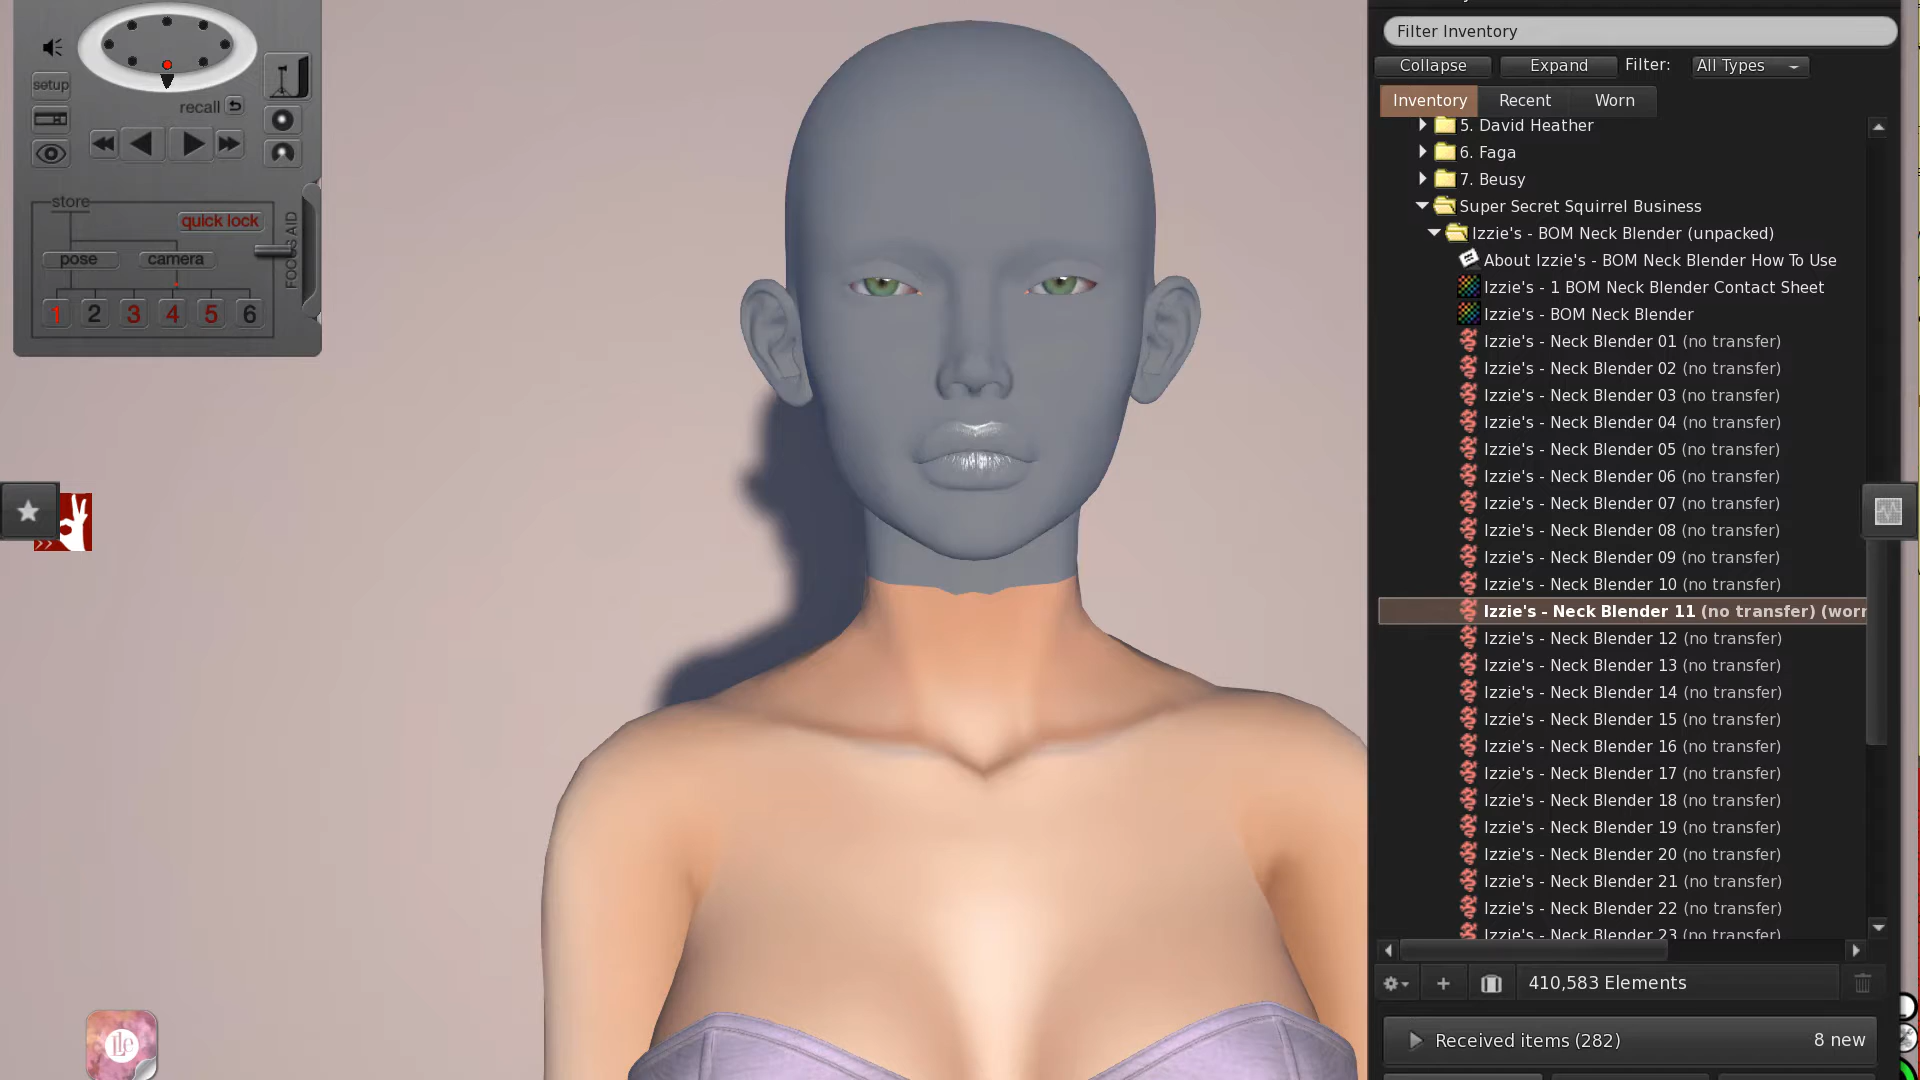 setup
recall
store
quick lock
pose
camera
FOCUS AID
1 2 3 4 5 6
Filter Inventory
Collapse Expand Filter: All Types
Inventory Recent Worn
5. David Heather
6. Faga
7. Beusy
Super Secret Squirrel Business
Izzie's - BOM Neck Blender (unpacked)
About Izzie's - BOM Neck Blender How To Use
Izzie's - 1 BOM Neck Blender Contact Sheet
Izzie's - BOM Neck Blender
Izzie's - Neck Blender 01 (no transfer)
Izzie's - Neck Blender 02 (no transfer)
Izzie's - Neck Blender 03 (no transfer)
Izzie's - Neck Blender 04 (no transfer)
Izzie's - Neck Blender 05 (no transfer)
Izzie's - Neck Blender 06 (no transfer)
Izzie's - Neck Blender 07 (no transfer)
Izzie's - Neck Blender 08 (no transfer)
Izzie's - Neck Blender 09 (no transfer)
Izzie's - Neck Blender 10 (no transfer)
Izzie's - Neck Blender 11 (no transfer) (worn
Izzie's - Neck Blender 12 (no transfer)
Izzie's - Neck Blender 13 (no transfer)
Izzie's - Neck Blender 14 (no transfer)
Izzie's - Neck Blender 15 (no transfer)
Izzie's - Neck Blender 16 (no transfer)
Izzie's - Neck Blender 17 (no transfer)
Izzie's - Neck Blender 18 (no transfer)
Izzie's - Neck Blender 19 (no transfer)
Izzie's - Neck Blender 20 (no transfer)
Izzie's - Neck Blender 21 (no transfer)
Izzie's - Neck Blender 22 (no transfer)
Izzie's - Neck Blender 23 (no transfer)
410,583 Elements
Received items (282) 8 new